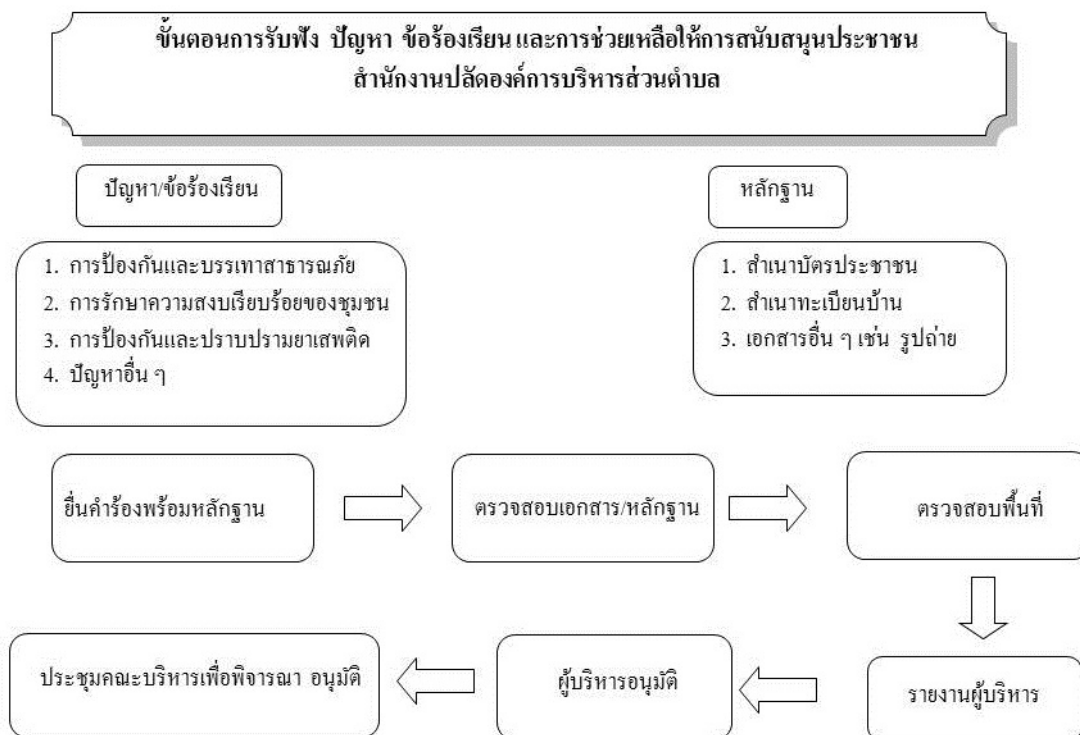 ขั้นตอนการรับฟัง ปัญหา ข้อร้องเรียน และการช่วยเหลือให้การสนับสนุนประชาชน
สำนักงานปลัดองค์การบริหารส่วนตำบล
ปัญหา/ข้อร้องเรียน
หลักฐาน
1. การป้องกันและบรรเทาสาธารณภัย
2. การรักษาความสงบเรียบร้อยของชุมชน
3. การป้องกันและปราบปรามยาเสพติด
4. ปัญหาอื่น ๆ
1. สำเนาบัตรประชาชน
2. สำเนาทะเบียนบ้าน
3. เอกสารอื่น ๆ เช่น รูปถ่าย
ยื่นคำร้องพร้อมหลักฐาน
ตรวจสอบเอกสาร/หลักฐาน
ตรวจสอบพื้นที่
รายงานผู้บริหาร
ผู้บริหารอนุมัติ
ประชุมคณะบริหารเพื่อพิจารณา อนุมัติ